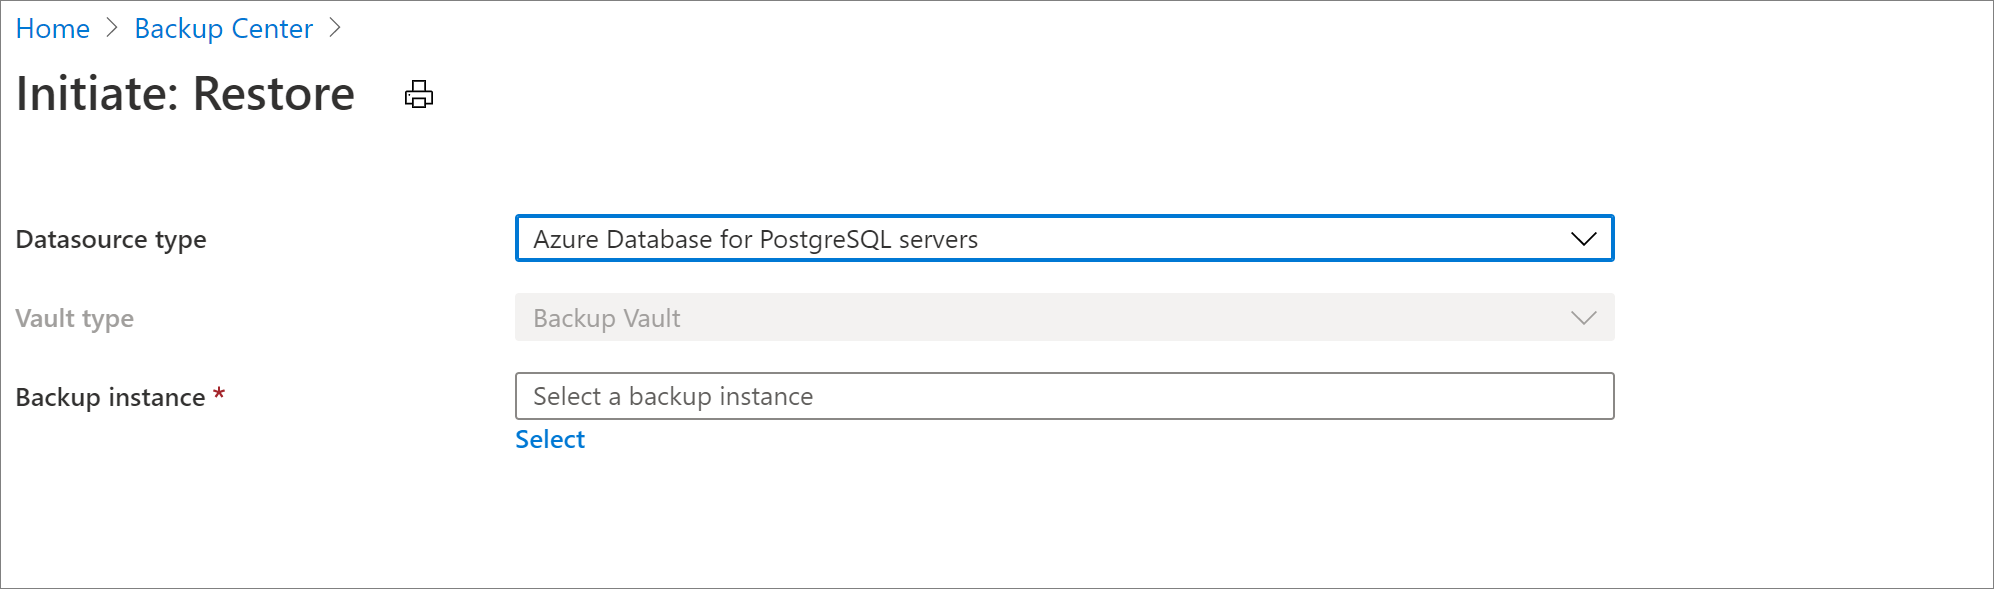 Home > Backup Center >
Initiate: Restore
Datasource type
Azure Database for PostgreSQL servers
Vault type
Backup Vault
Backup instance *
Select a backup instance
Select